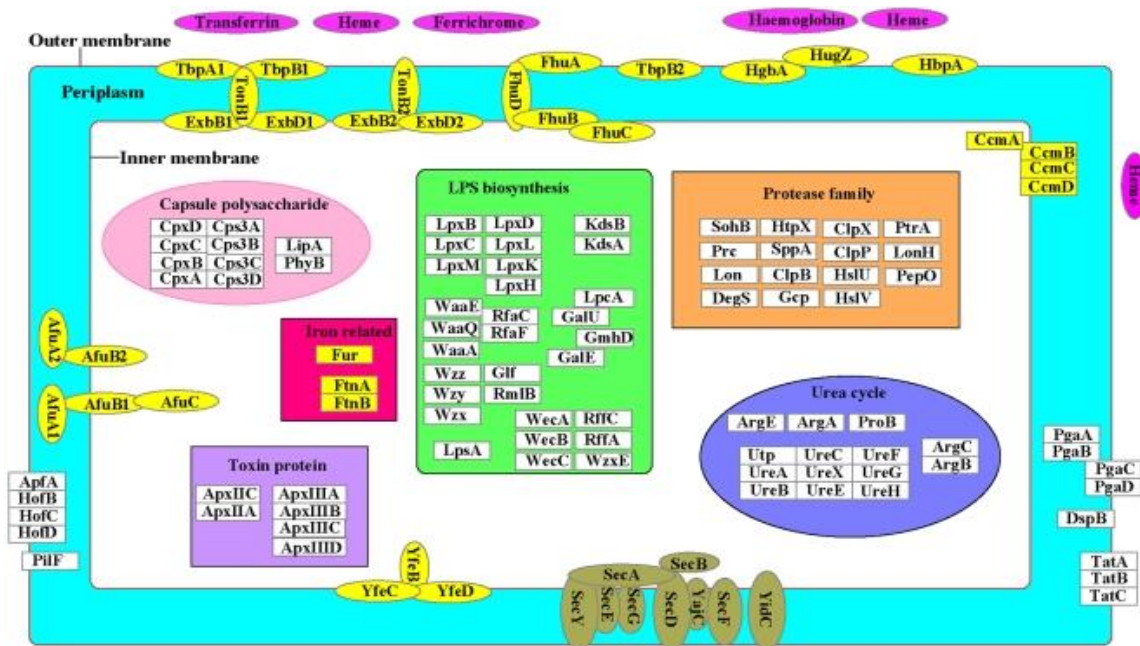 Transferrin
Heme
Ferrichrome
Haemoglobin
Heme
Outer membrane
TbpA1
TbpB1
TonB1
ExbB1
ExbD1
TonB2
ExbB2
ExbD2
FhuA
FhuD
FhuB
FhuC
TbpB2
HgbA
HugZ
HbpA
Periplasm
Inner membrane
CcmA
CcmB
CcmC
CcmD
Heme
Capsule polysaccharide
CpxD
Cps3A
CpxC
Cps3B
CpxB
Cps3C
CpxA
Cps3D
LipA
PhyB
LPS biosynthesis
LpxB
LpxD
LpxC
LpxL
LpxM
LpxK
LpxH
KdsB
KdsA
WaaE
WaaQ
WaaA
RfaC
RfaF
LpcA
GalU
GmhD
GalE
Wzz
Wzy
Wzx
Glf
RmlB
LpsA
WecA
RffC
WecB
RffA
WecC
WzxE
Protease family
SohB
HtpX
ClpX
PtrA
Prc
SppA
ClpP
LonH
Lon
ClpB
HslU
PepO
DegS
Gcp
HslV
Iron related
Fur
FtnA
FtnB
AfuA2
AfuB2
AfuA1
AfuB1
AfuC
Toxin protein
ApxIIC
ApxIIA
ApxIIIA
ApxIIIB
ApxIIIC
ApxIIID
Urea cycle
ArgE
ArgA
ProB
ArgC
ArgB
Utp
UreC
UreF
UreA
UreX
UreG
UreB
UreE
UreH
ApfA
HofB
HofC
HofD
PilF
PgaA
PgaB
PgaC
PgaD
DspB
TatA
TatB
TatC
YfeB
YfeC
YfeD
SecA
SecB
SecY
SecE
SecG
SecD
YajC
SecF
YidC